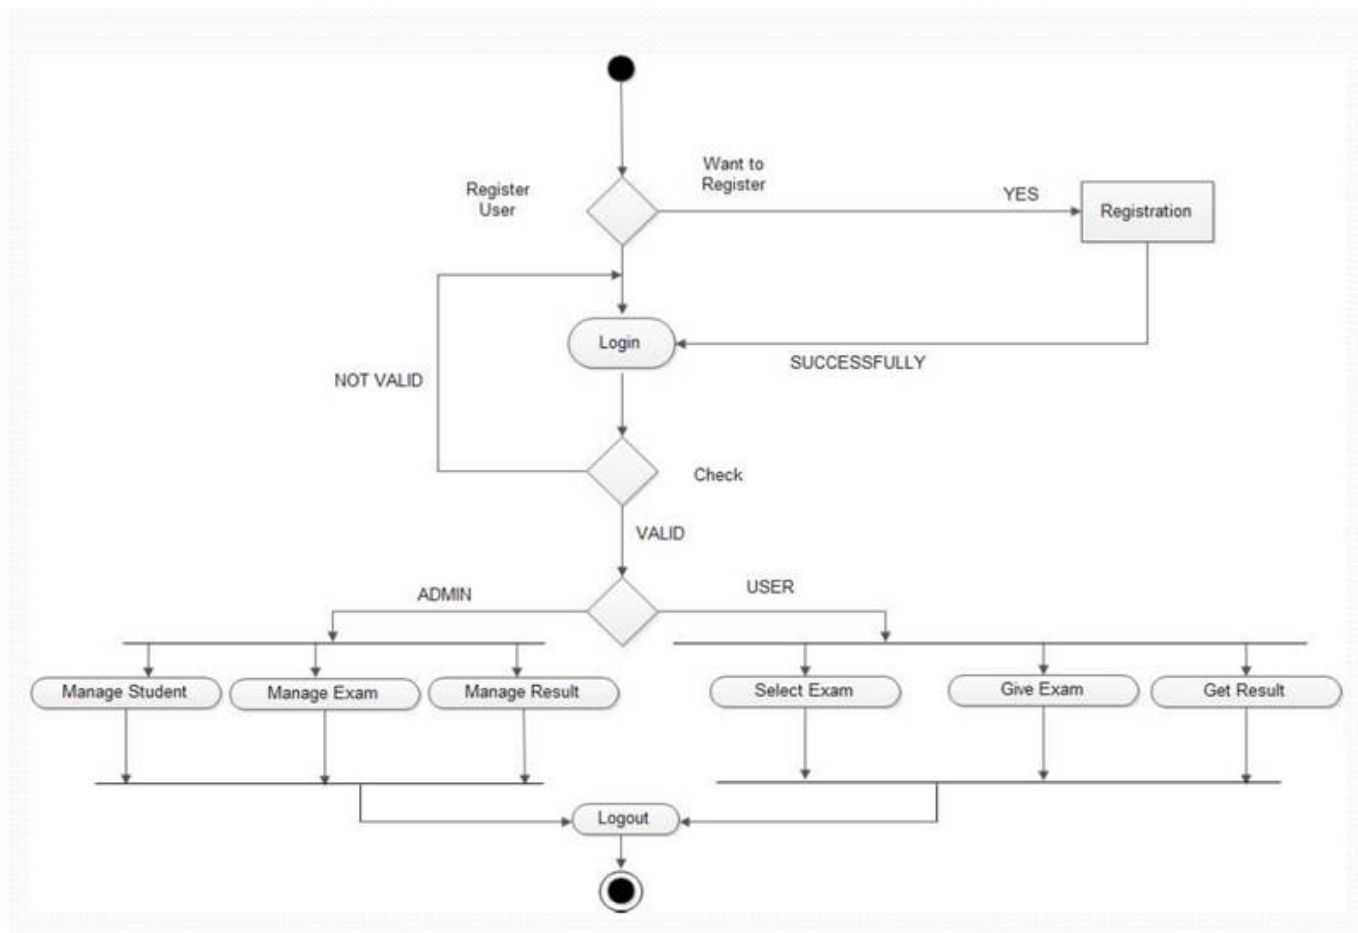 Want to
Register
Register
User
YES
Registration
Login
SUCCESSFULLY
NOT VALID
Check
VALID
ADMIN
USER
Manage Student
Manage Exam
Manage Result
Select Exam
Give Exam
Get Result
Logout